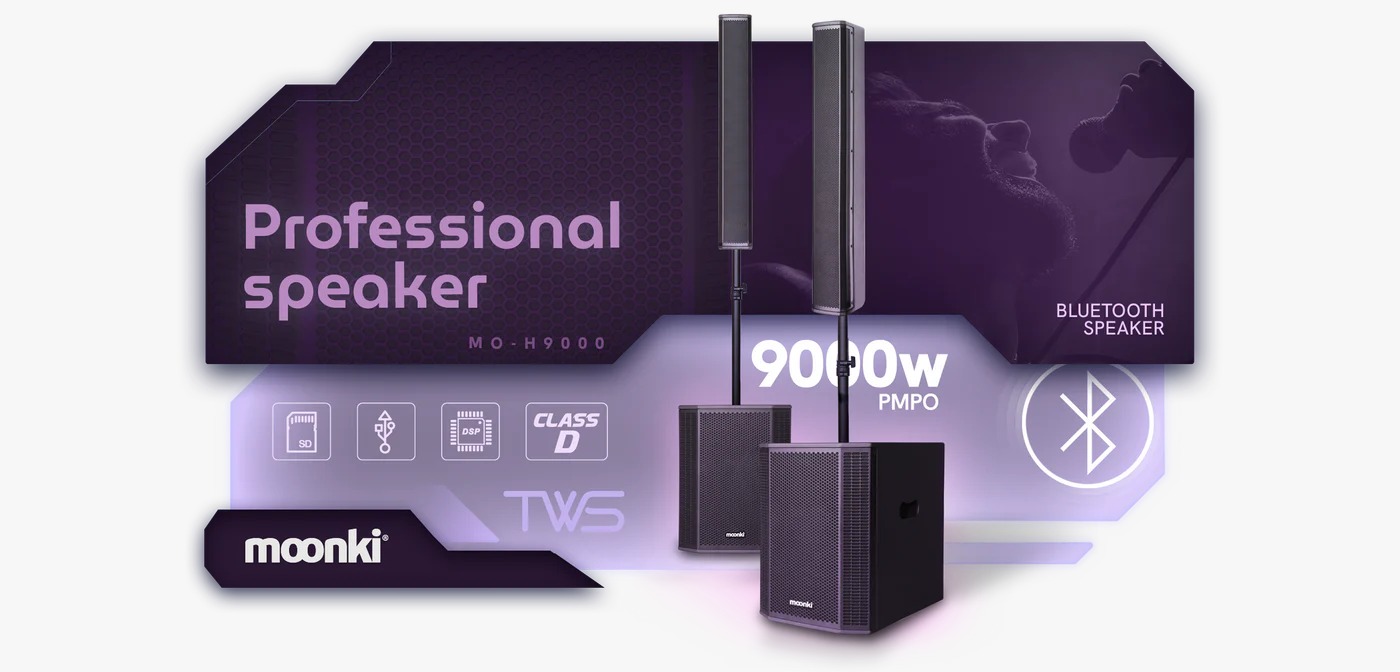 Professional
speaker
MO-H9000
BLUETOOTH
SPEAKER
9000w
PMPO
SD
DSP
CLASS
D
TWS
moonki®
moonki
moonki